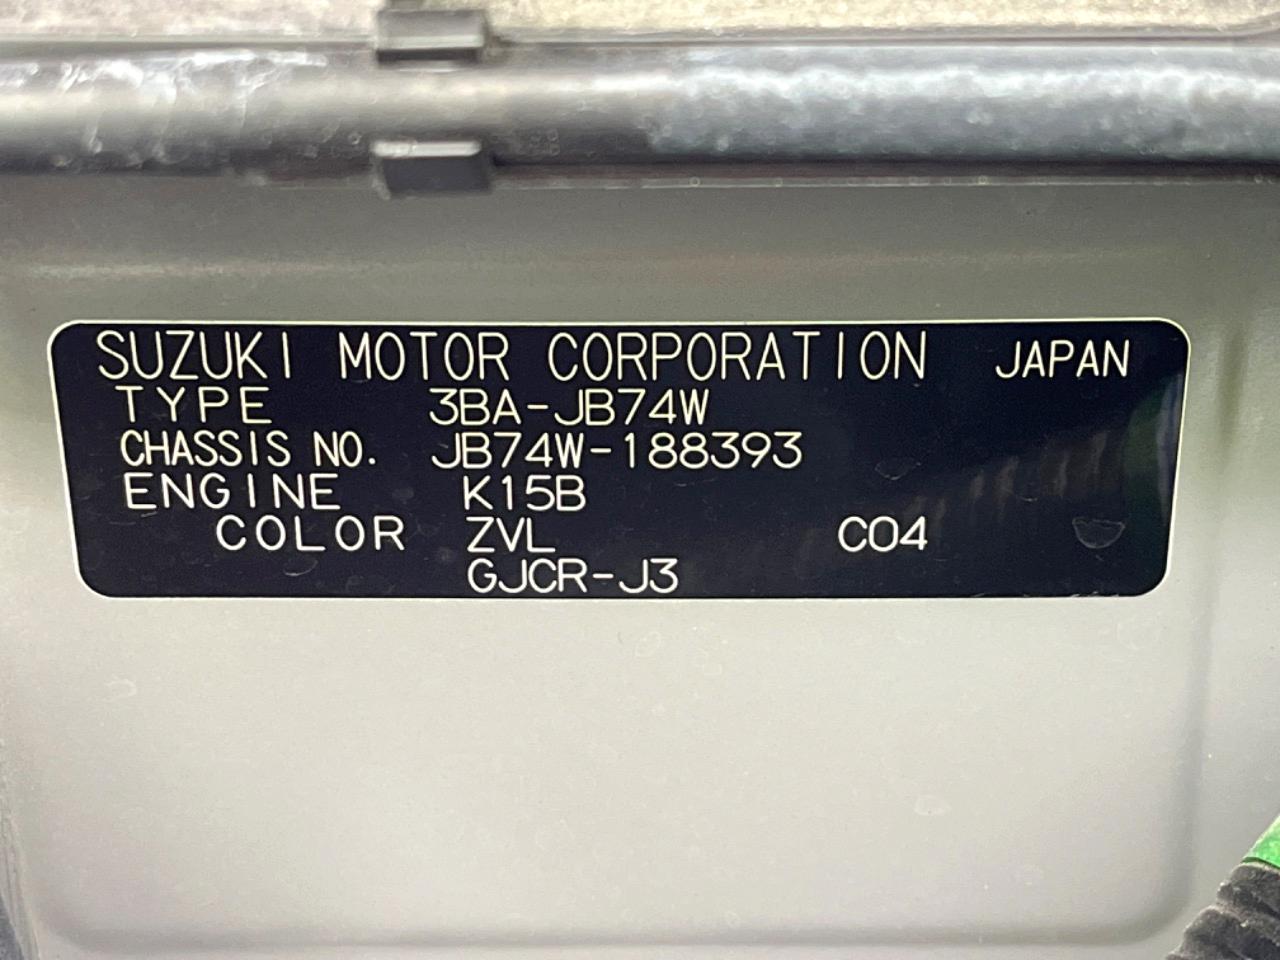 SUZUKI MOTOR CORPORATION JAPAN
TYPE 3BA-JB74W
CHASSIS NO. JB74W-188393
ENGINE K15B
COLOR ZVL C04
GJCR-J3